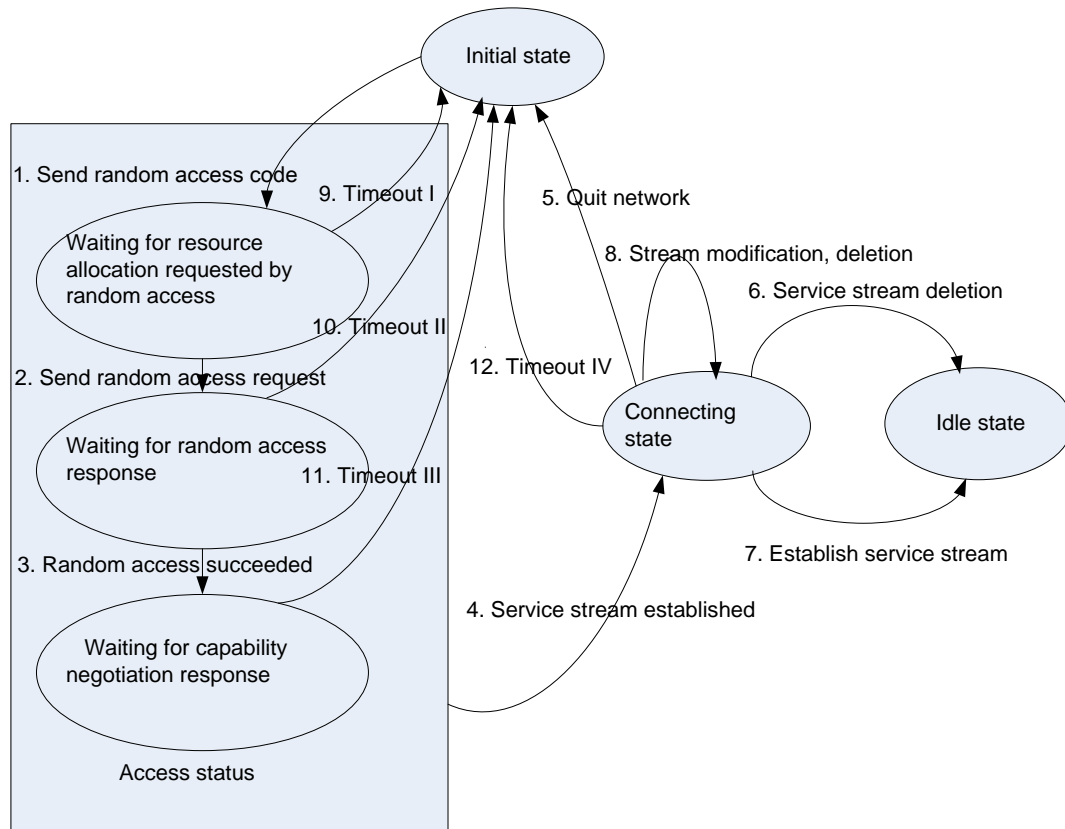 Initial state
1. Send random access code
9. Timeout I
5. Quit network
Waiting for resource
allocation requested by
random access
8. Stream modification, deletion
6. Service stream deletion
10. Timeout II
2. Send random access request
12. Timeout IV
Connecting
state
Idle state
Waiting for random access
response
11. Timeout III
7. Establish service stream
3. Random access succeeded
4. Service stream established
Waiting for capability
negotiation response
Access status